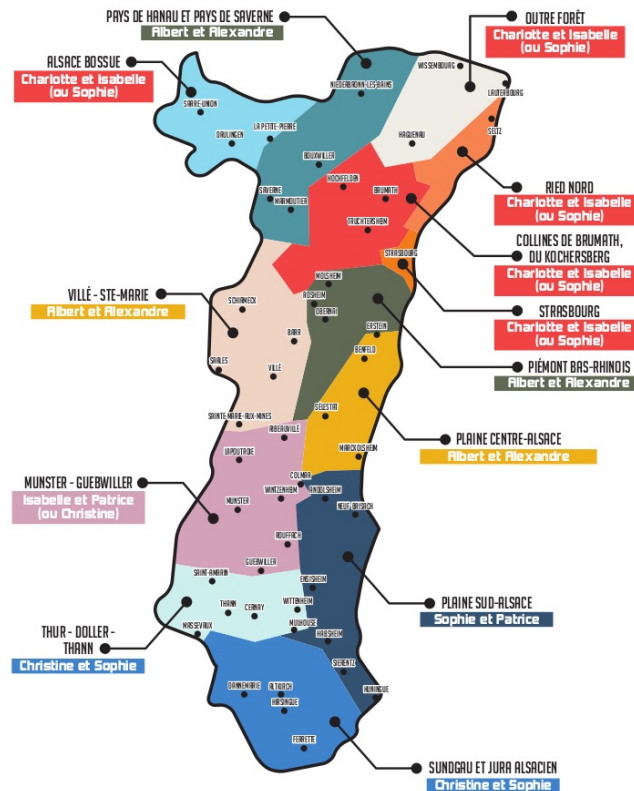 PAYS DE HANAU ET PAYS DE SAVERNE
Albert et Alexandre
OUTRE FORÊT
Charlotte et Isabelle
(ou Sophie)
ALSACE BOSSUE
Charlotte et Isabelle
(ou Sophie)
WISSEMBOURG
LAUTERBOURG
NIEDERBRONN-LES-BAINS
SARRE-UNION
SELTZ
LA PETITE-PIERRE
DRULINGEN
HAGUENAU
BOUXWILLER
RIED NORD
Charlotte et Isabelle
(ou Sophie)
HOCHFELDEN
BRUMATH
SAVERNE
MARMOUTIER
TRUCHTERSHEIM
COLLINES DE BRUMATH,
DU KOCHERSBERG
Charlotte et Isabelle
(ou Sophie)
STRASBOURG
MOLSHEIM
VILLÉ - STE-MARIE
Albert et Alexandre
SCHIRMECK
ROSHEIM
OBERNAI
STRASBOURG
Charlotte et Isabelle
(ou Sophie)
ERSTEIN
BARR
BENFELD
SAALES
VILLÉ
PIÉMONT BAS-RHINOIS
Albert et Alexandre
SÉLESTAT
SAINTE-MARIE-AUX-MINES
RIBEAUVILLÉ
PLAINE CENTRE-ALSACE
Albert et Alexandre
LAPOUTROIE
MARCKOLSHEIM
MUNSTER - GUEBWILLER
Isabelle et Patrice
(ou Christine)
COLMAR
WINTZENHEIM
ANDOLSHEIM
MUNSTER
NEUF BRISACH
ROUFFACH
GUEBWILLER
SAINT-AMARIN
ENSISHEIM
PLAINE SUD-ALSACE
Sophie et Patrice
THANN
CERNAY
WITTENHEIM
MASSEVAUX
MULHOUSE
HABSHEIM
THUR - DOLLER -
THANN
Christine et Sophie
SIERENTZ
DANNEMARIE
ALTKIRCH
HIRSINGUE
HUNINGUE
FERRETTE
SUNDGAU ET JURA ALSACIEN
Christine et Sophie